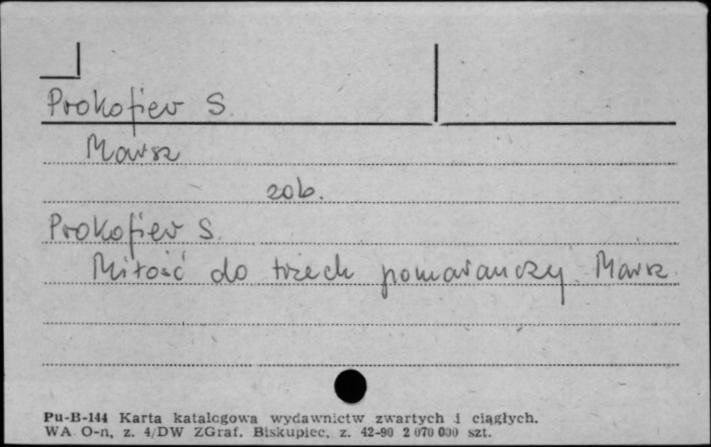 Prokofiev S.
Marsz
zob.
Prokofiev S.
Miłość do trzech pomarańczy. Marsz.
Pu-B-144 Karta katalogowa wydawnictw zwartych i ciągłych.
WA O-n, z. 4/DW ZGraf. Biskupiec, z. 42-90 2 070 000 szt.